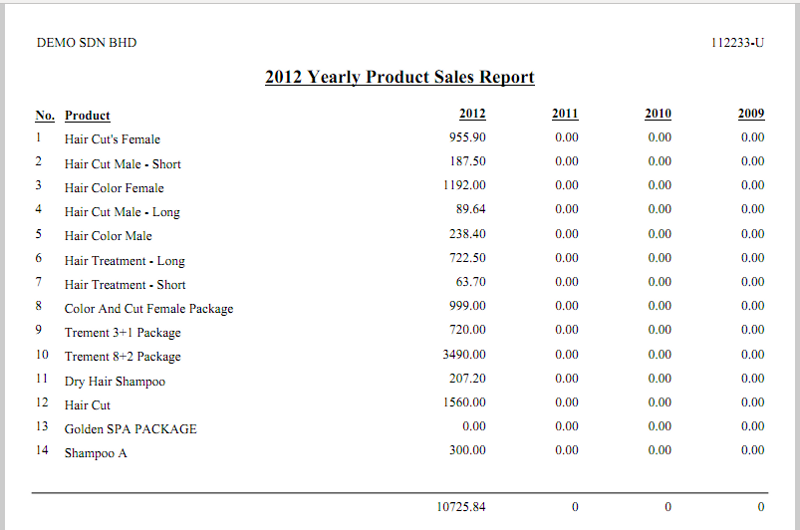 DEMO SDN BHD 112233-U
2012 Yearly Product Sales Report
No. Product 2012 2011 2010 2009
1 Hair Cut's Female 955.90 0.00 0.00 0.00
2 Hair Cut Male - Short 187.50 0.00 0.00 0.00
3 Hair Color Female 1192.00 0.00 0.00 0.00
4 Hair Cut Male - Long 89.64 0.00 0.00 0.00
5 Hair Color Male 238.40 0.00 0.00 0.00
6 Hair Treatment - Long 722.50 0.00 0.00 0.00
7 Hair Treatment - Short 63.70 0.00 0.00 0.00
8 Color And Cut Female Package 999.00 0.00 0.00 0.00
9 Trement 3+1 Package 720.00 0.00 0.00 0.00
10 Trement 8+2 Package 3490.00 0.00 0.00 0.00
11 Dry Hair Shampoo 207.20 0.00 0.00 0.00
12 Hair Cut 1560.00 0.00 0.00 0.00
13 Golden SPA PACKAGE 0.00 0.00 0.00 0.00
14 Shampoo A 300.00 0.00 0.00 0.00
10725.84 0 0 0